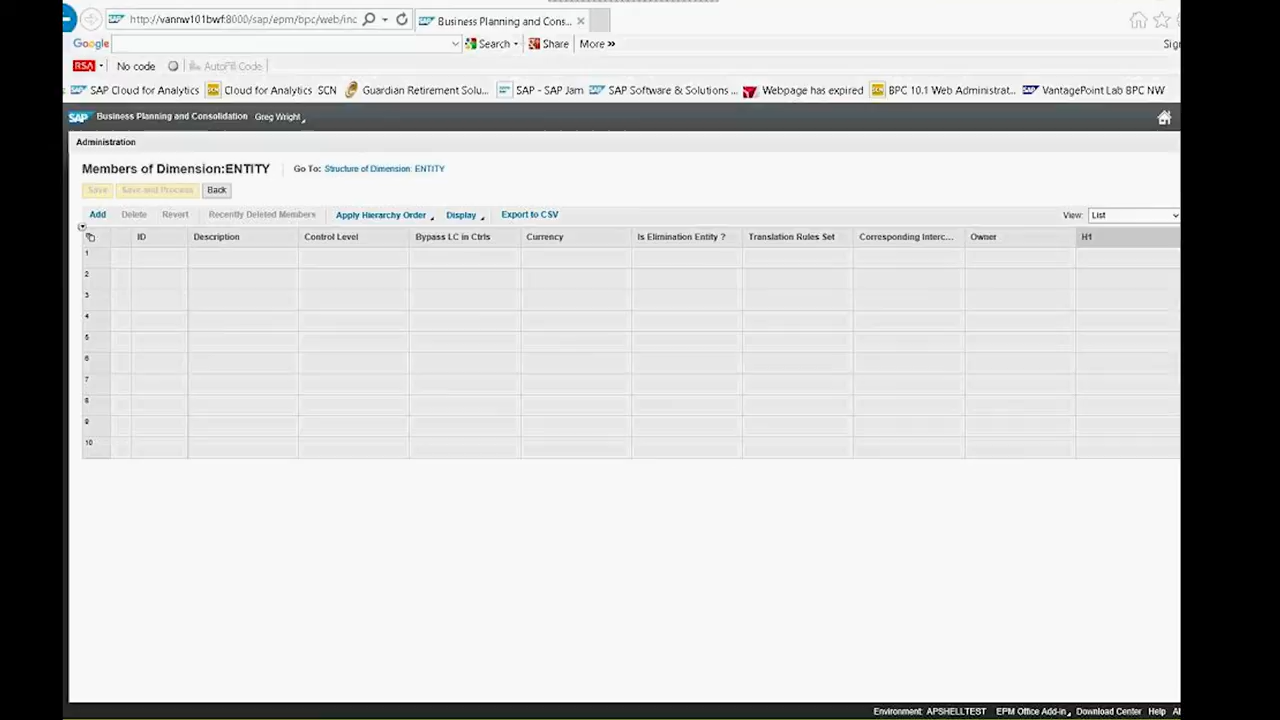 http://vannw101bwf:8000/sap/epm/bpc/web/inc
Business Planning and Cons...
Google Search Share More »
RSA No code AutoFill Code
SAP Cloud for Analytics SCN Cloud for Analytics SCN Guardian Retirement Solu... SAP - SAP Jam SAP SAP Software & Solutions ... Webpage has expired SCN BPC 10.1 Web Administrat... SAP VantagePoint Lab BPC NW
SAP Business Planning and Consolidation Greg Wright
Administration
Members of Dimension:ENTITY Go To: Structure of Dimension: ENTITY
Save Save and Process Back
Add Delete Revert Recently Deleted Members Apply Hierarchy Order Display Export to CSV View: List
ID Description Control Level Bypass LC in Ctrls Currency Is Elimination Entity ? Translation Rules Set Corresponding Interc... Owner H1
1
2
3
4
5
6
7
8
9
10
Environment: APSHELLTEST EPM Office Add-in Download Center Help